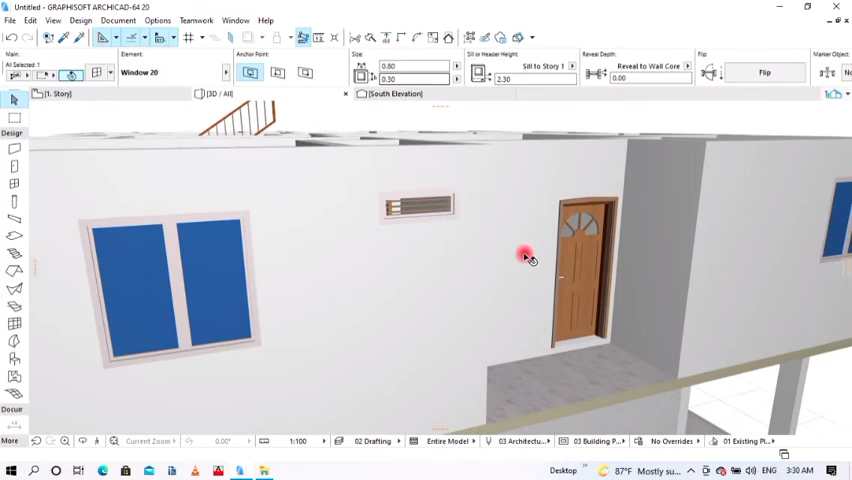 Untitled - GRAPHISOFT ARCHICAD-64 20
File Edit View Design Document Options Teamwork Window Help
Main: Element: Anchor Point: Size: Sill or Header Height: Reveal Depth: Flip: Marker Object:
All Selected: 1
Window 20
0.80
0.30
Sill to Story 1
2.30
Reveal to Wall Core
0.00
Flip
No
[1. Story] [3D / All] [South Elevation]
Design
Docur
More
Current Zoom 0.00° 1:100 02 Drafting Entire Model 03 Architectu... 03 Building P... No Overrides 01 Existing Pl...
Desktop 87°F Mostly su... ENG 3:30 AM